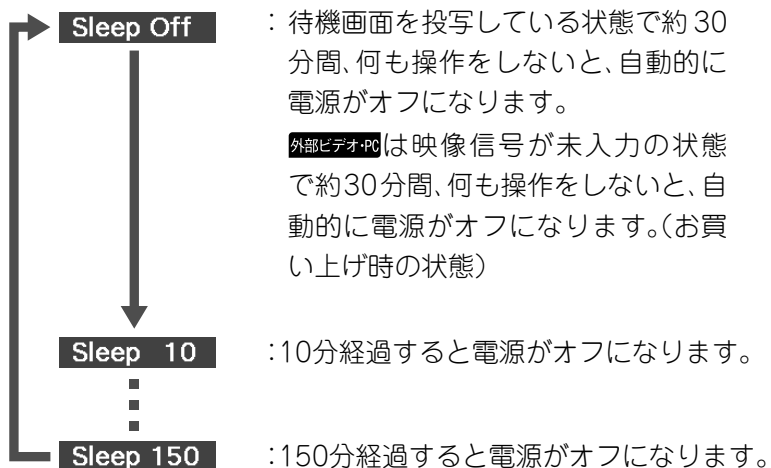 Sleep Off :待機画面を投写している状態で約30
分間、何も操作をしないと、自動的に
電源がオフになります。
外部ビデオ・PCは映像信号が未入力の状態
で約30分間、何も操作をしないと、自
動的に電源がオフになります。(お買
い上げ時の状態)
Sleep 10 :10分経過すると電源がオフになります。
Sleep 150 :150分経過すると電源がオフになります。